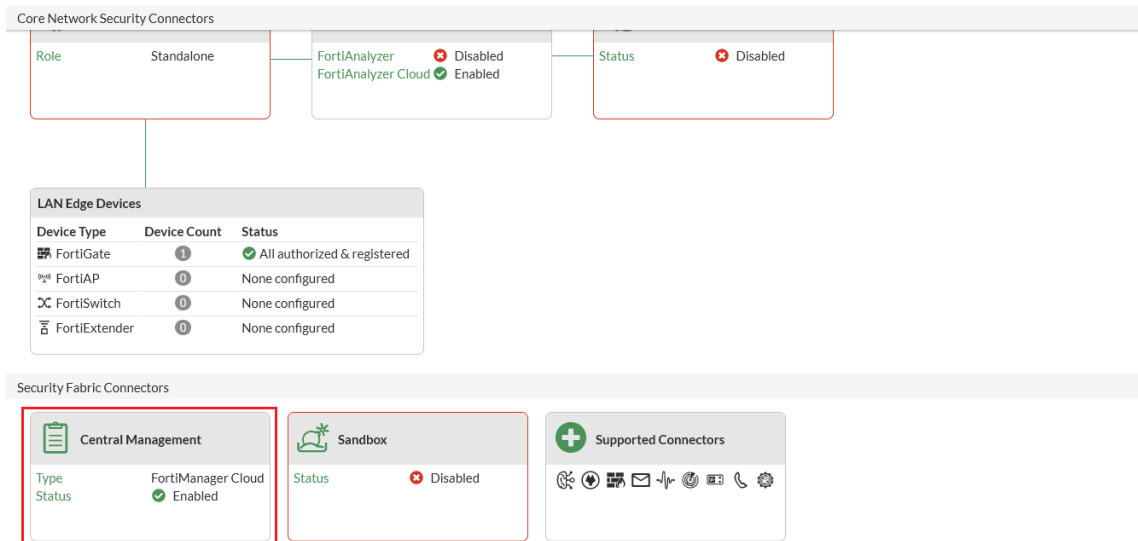 Core Network Security Connectors
Role Standalone
FortiAnalyzer Disabled
FortiAnalyzer Cloud Enabled
Status Disabled
LAN Edge Devices
Device Type Device Count Status
FortiGate 1 All authorized & registered
FortiAP 0 None configured
FortiSwitch 0 None configured
FortiExtender 0 None configured
Security Fabric Connectors
Central Management
Type FortiManager Cloud
Status Enabled
Sandbox
Status Disabled
Supported Connectors